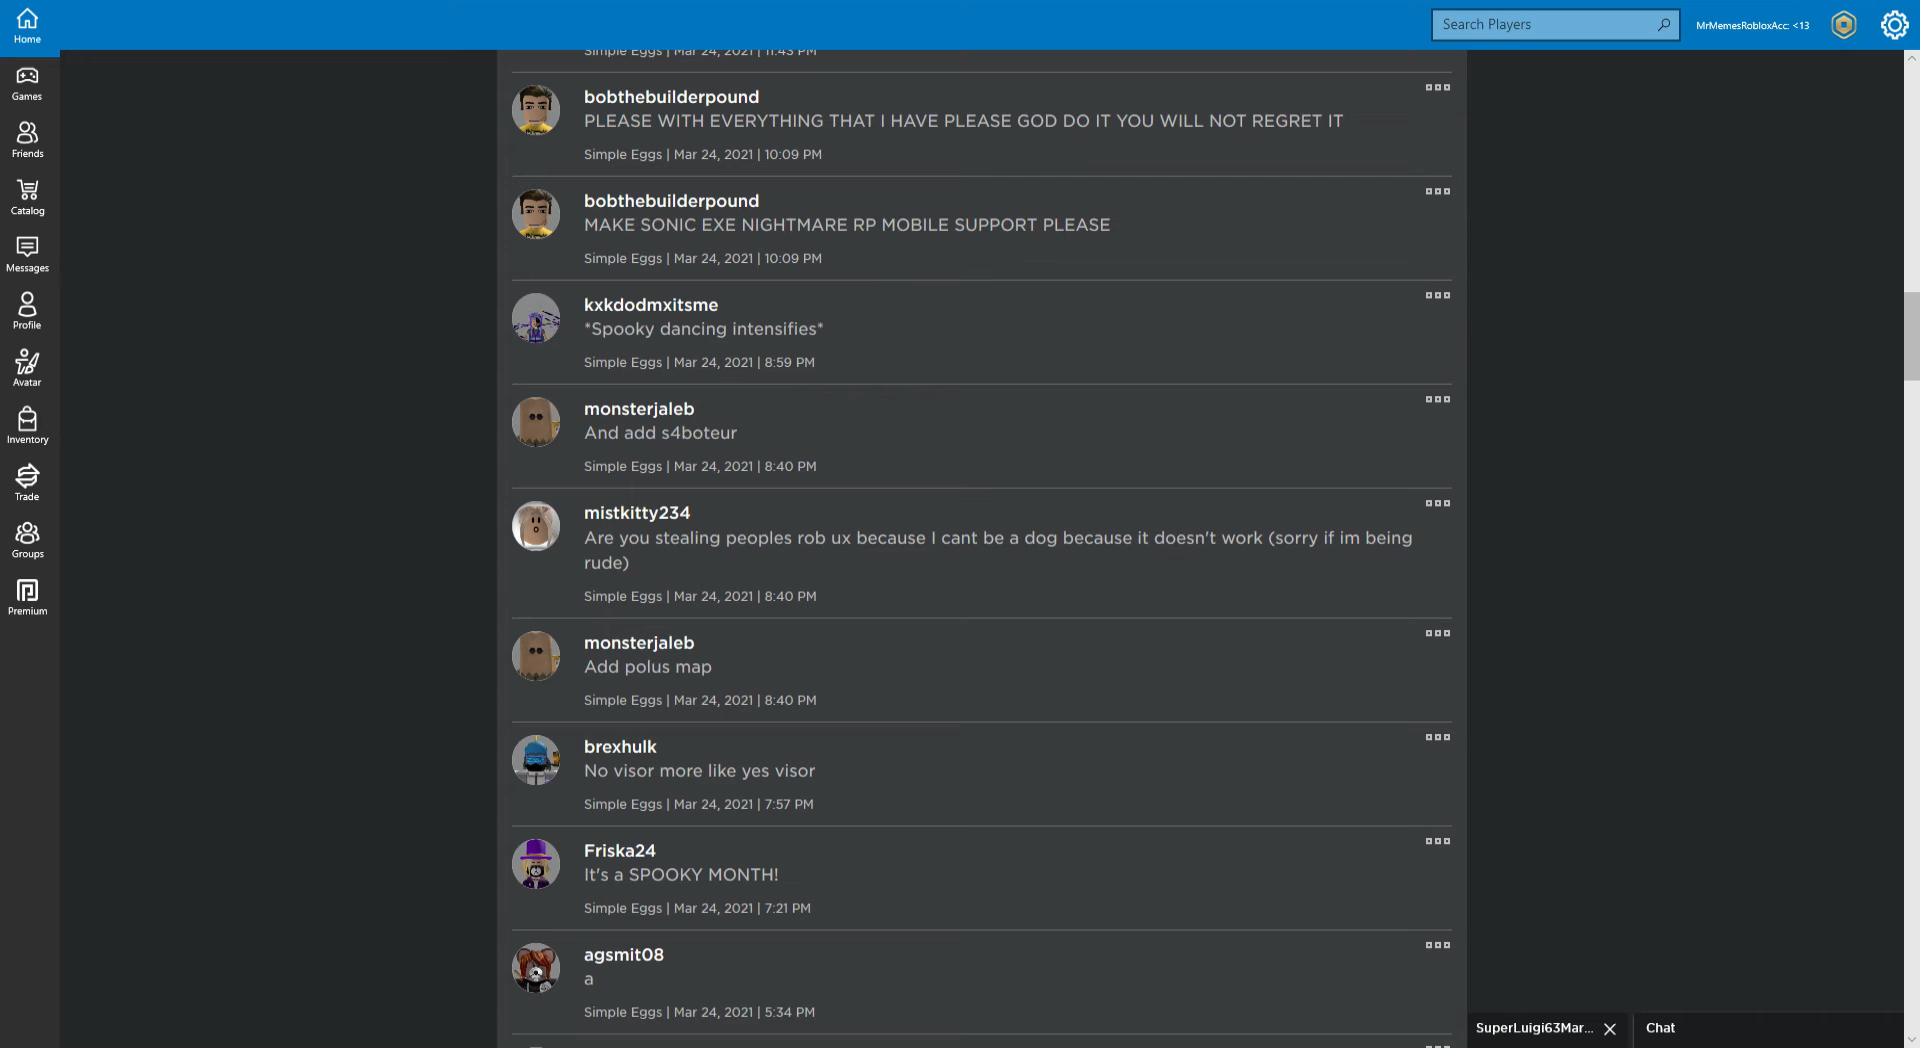 Home
Search Players
MrMemesRobloxAcc: <13
Games
Friends
Catalog
Messages
Profile
Avatar
Inventory
Trade
Groups
Premium
Simple Eggs | Mar 24, 2021 | 11:43 PM
bobthebuilderpound
PLEASE WITH EVERYTHING THAT I HAVE PLEASE GOD DO IT YOU WILL NOT REGRET IT
Simple Eggs | Mar 24, 2021 | 10:09 PM
bobthebuilderpound
MAKE SONIC EXE NIGHTMARE RP MOBILE SUPPORT PLEASE
Simple Eggs | Mar 24, 2021 | 10:09 PM
kxkdodmxitsme
*Spooky dancing intensifies*
Simple Eggs | Mar 24, 2021 | 8:59 PM
monsterjaleb
And add s4boteur
Simple Eggs | Mar 24, 2021 | 8:40 PM
mistkitty234
Are you stealing peoples rob ux because I cant be a dog because it doesn't work (sorry if im being
rude)
Simple Eggs | Mar 24, 2021 | 8:40 PM
monsterjaleb
Add polus map
Simple Eggs | Mar 24, 2021 | 8:40 PM
brexhulk
No visor more like yes visor
Simple Eggs | Mar 24, 2021 | 7:57 PM
Friska24
It's a SPOOKY MONTH!
Simple Eggs | Mar 24, 2021 | 7:21 PM
agsmit08
a
Simple Eggs | Mar 24, 2021 | 5:34 PM
SuperLuigi63Mar...
Chat